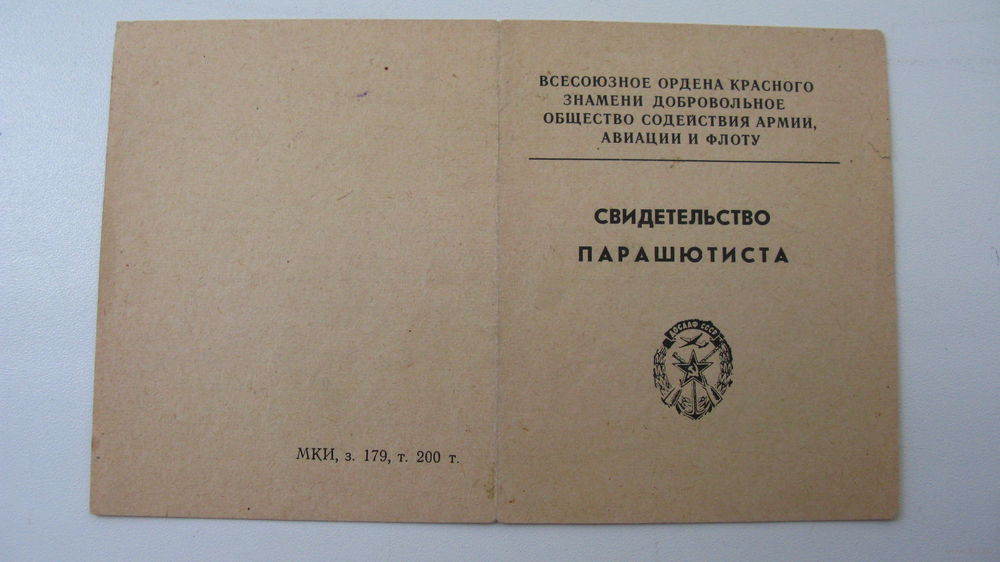 ВСЕСОЮЗНОЕ ОРДЕНА КРАСНОГО
ЗНАМЕНИ ДОБРОВОЛЬНОЕ
ОБЩЕСТВО СОДЕЙСТВИЯ АРМИИ,
АВИАЦИИ И ФЛОТУ
СВИДЕТЕЛЬСТВО
ПАРАШЮТИСТА
ДОСААФ СССР
МКИ, з. 179, т. 200 т.